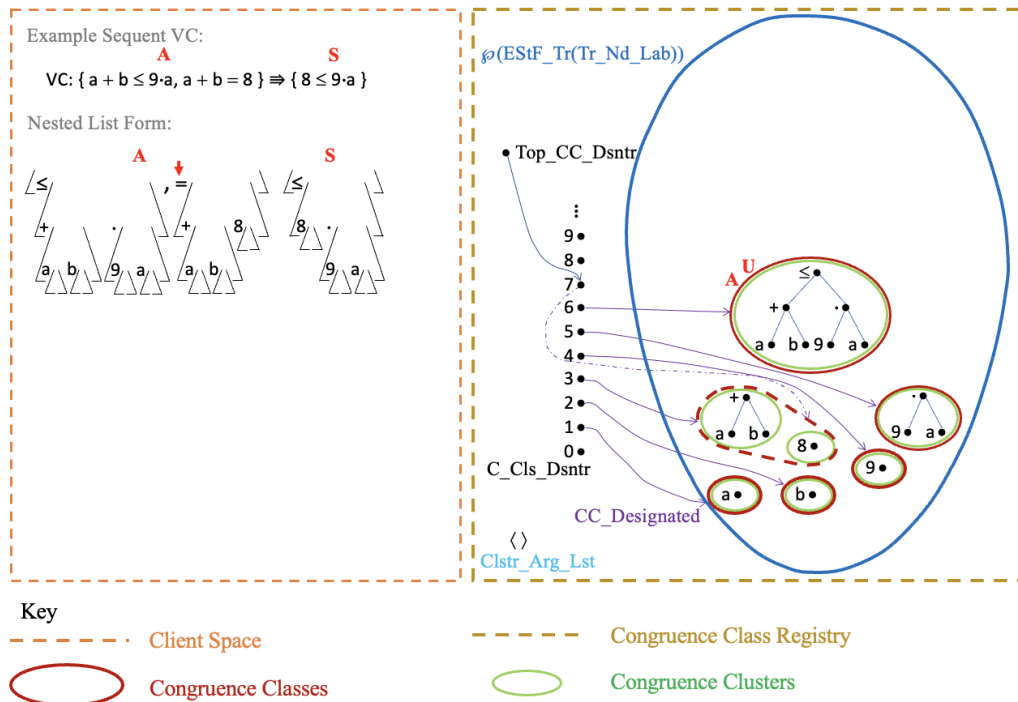 Example Sequent VC:
A S
VC: { a + b ≤ 9·a, a + b = 8 } ⇛ { 8 ≤ 9·a }
Nested List Form:
A S
≤ , = ≤
+ · + 8 8 ·
a b 9 a a b 9 a
℘(EStF_Tr(Tr_Nd_Lab))
Top_CC_Dsntr
⋮
9
8
7
6
5
4
3
2
1
0
C_Cls_Dsntr
A U
≤
+ ·
a b 9 a
+
a b
8
·
9 a
9
a
b
CC_Designated
⟨ ⟩
Clstr_Arg_Lst
Key
Client Space
Congruence Class Registry
Congruence Classes
Congruence Clusters